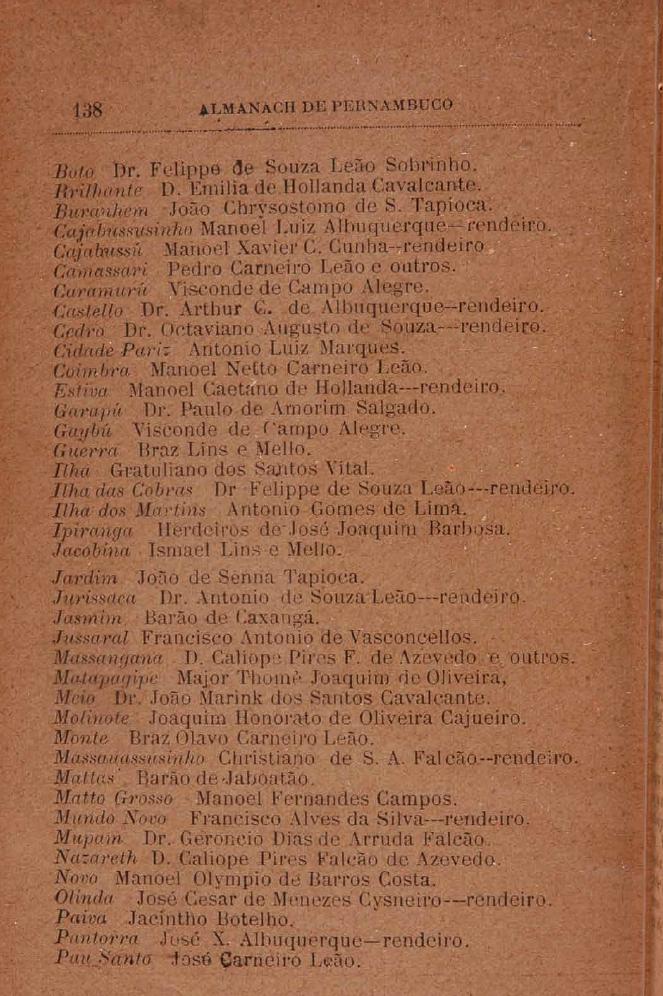 138 ALMANACH DE PERNAMBUCO
Boto Dr. Felippe de Souza Leão Sobrinho.
Brilhante D. Emilia de Hollanda Cavalcante.
Buranhem João Chrysostomo de S. Tapioca.
Cajabussusinho Manoel Luiz Albuquerque—rendeiro.
Cajabussú Manoel Xavier C. Cunha—rendeiro
Camassari Pedro Carneiro Leão e outros.
Caramurú Visconde de Campo Alegre.
Castello Dr. Arthur C. de Albuquerque—rendeiro.
Cedro Dr. Octaviano Augusto de Souza---rendeiro.
Cidade Pariz Antonio Luiz Marques.
Coimbra Manoel Netto Carneiro Leão.
Estiva Manoel Caetano de Hollanda---rendeiro.
Garapú Dr. Paulo de Amorim Salgado.
Gaybú Visconde de Campo Alegre.
Guerra Braz Lins e Mello.
Ilha Gratuliano dos Santos Vital.
Ilha das Cobras Dr Felippe de Souza Leão---rendeiro.
Ilha dos Martins Antonio Gomes de Lima.
Ipiranga Herdeiros de José Joaquim Barbosa.
Jacobina Ismael Lins e Mello.
Jardim João de Senna Tapioca.
Jurissaca Dr. Antonio de Souza Leão---rendeiro.
Jasmim Barão de Caxangá.
Jussaral Francisco Antonio de Vasconcellos.
Massangana D. Caliope Pires F. de Azevedo e outros.
Matapagipe Major Thomé Joaquim de Oliveira,
Meio Dr. João Marink dos Santos Cavalcante.
Molinote Joaquim Honorato de Oliveira Cajueiro.
Monte Braz Olavo Carneiro Leão.
Massauassusinho Christiano de S. A. Falcão--rendeiro.
Mattas Barão de Jaboatão.
Matto Grosso Manoel Fernandes Campos.
Mundo Novo Francisco Alves da Silva---rendeiro.
Mupam Dr. Geroncio Dias de Arruda Falcão.
Nazareth D. Caliope Pires Falcão de Azevedo.
Novo Manoel Olympio de Barros Costa.
Olinda José Cesar de Menezes Cysneiro---rendeiro.
Paiva Jacintho Botelho.
Pantorra José X. Albuquerque—rendeiro.
Pau Santo José Carneiro Leão.